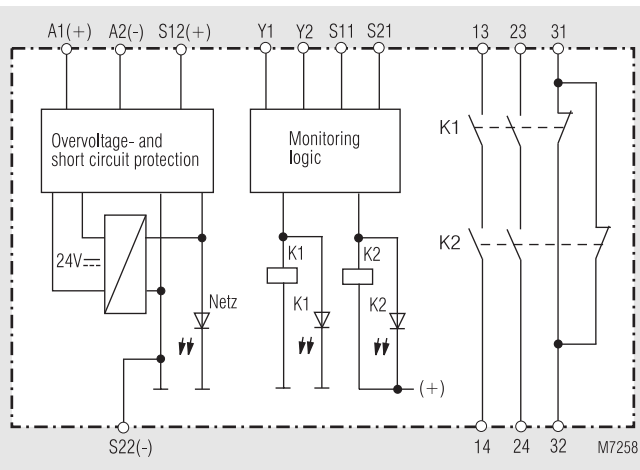 A1(+) A2(-) S12(+) Y1 Y2 S11 S21 13 23 31
Overvoltage- and
short circuit protection
Monitoring
logic
K1
K2
24V
K1
K2
Netz
K1
K2
(+)
S22(-)
14 24 32
M7258